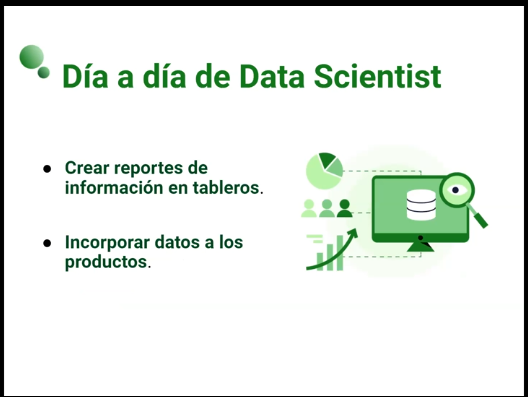 Día a día de Data Scientist
● Crear reportes de
información en tableros.
● Incorporar datos a los
productos.